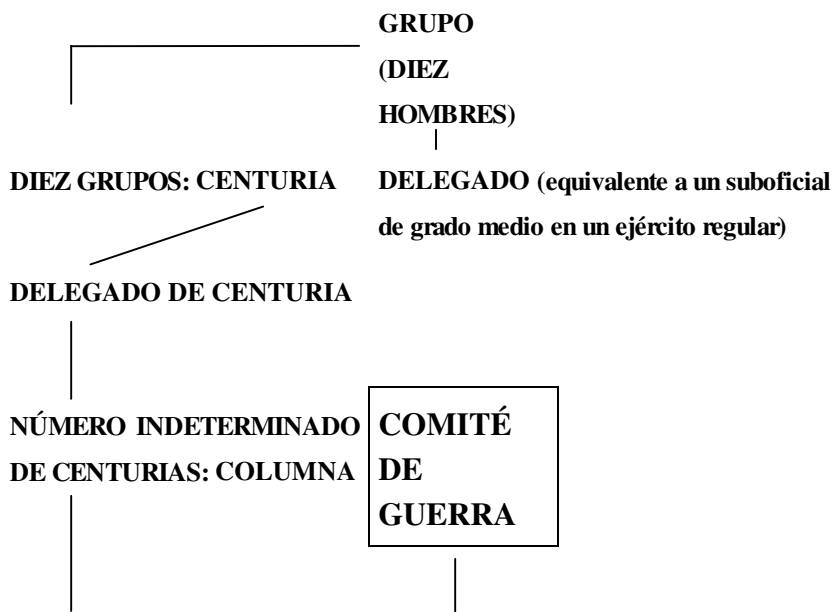 GRUPO
(DIEZ
HOMBRES)
DIEZ GRUPOS: CENTURIA
DELEGADO (equivalente a un suboficial
de grado medio en un ejército regular)
DELEGADO DE CENTURIA
NÚMERO INDETERMINADO
DE CENTURIAS: COLUMNA
COMITÉ
DE
GUERRA